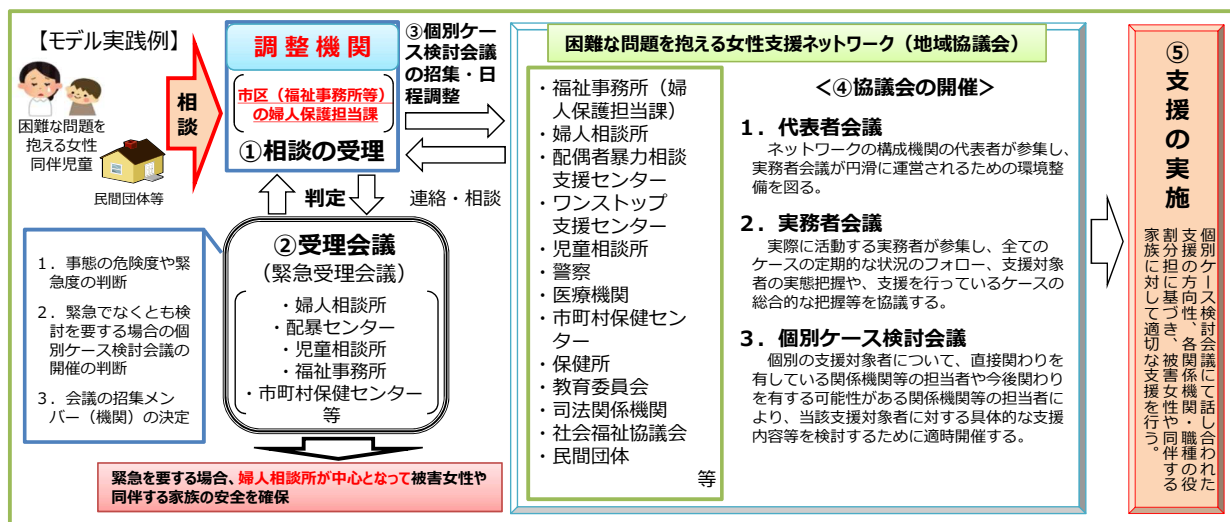 【モデル実践例】
困難な問題を
抱える女性
同伴児童
民間団体等
相談
調整機関
市区（福祉事務所等）
の婦人保護担当課
①相談の受理
③個別ケー
ス検討会議
の招集・日
程調整
判定
連絡・相談
②受理会議
（緊急受理会議）
・婦人相談所
・配暴センター
・児童相談所
・福祉事務所
・市町村保健センター
等
１．事態の危険度や緊
急度の判断
２．緊急でなくとも検
討を要する場合の個
別ケース検討会議の
開催の判断
３．会議の招集メン
バー（機関）の決定
緊急を要する場合、婦人相談所が中心となって被害女性や
同伴する家族の安全を確保
困難な問題を抱える女性支援ネットワーク（地域協議会）
・福祉事務所（婦
人保護担当課）
・婦人相談所
・配偶者暴力相談
支援センター
・ワンストップ
支援センター
・児童相談所
・警察
・医療機関
・市町村保健セン
ター
・保健所
・教育委員会
・司法関係機関
・社会福祉協議会
・民間団体
等
＜④協議会の開催＞
１．代表者会議
ネットワークの構成機関の代表者が参集し、
実務者会議が円滑に運営されるための環境整
備を図る。
２．実務者会議
実際に活動する実務者が参集し、全ての
ケースの定期的な状況のフォロー、支援対象
者の実態把握や、支援を行っているケースの
総合的な把握等を協議する。
３．個別ケース検討会議
個別の支援対象者について、直接関わりを
有している関係機関等の担当者や今後関わり
を有する可能性がある関係機関等の担当者に
より、当該支援対象者に対する具体的な支援
内容等を検討するために適時開催する。
⑤支援の実施
個別ケース検討会議にて話し合われた
支援の方向性、各関係機関・職種の役
割分担に基づき、被害女性や同伴する
家族に対して適切な支援を行う。